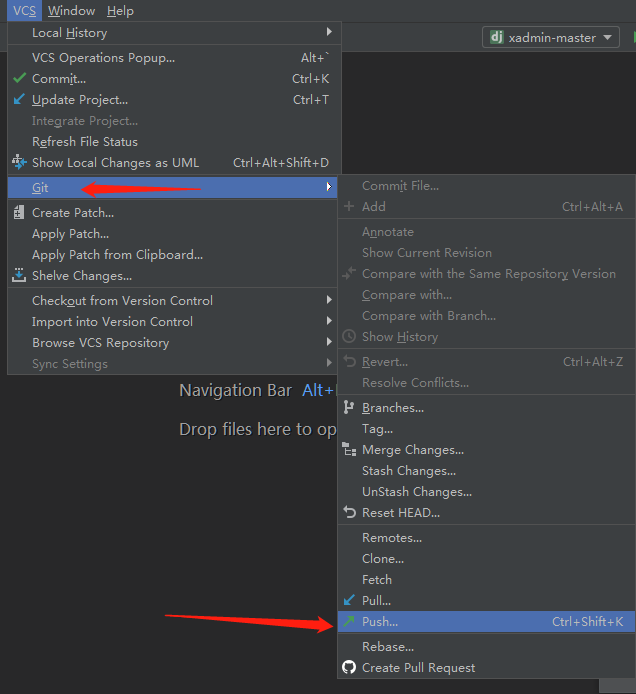 VCS Window Help
Local History
dj xadmin-master
VCS Operations Popup... Alt+`
Commit... Ctrl+K
Update Project... Ctrl+T
Integrate Project...
Refresh File Status
Show Local Changes as UML Ctrl+Alt+Shift+D
Git
Create Patch...
Apply Patch...
Apply Patch from Clipboard...
Shelve Changes...
Checkout from Version Control
Import into Version Control
Browse VCS Repository
Sync Settings
Commit File...
Add Ctrl+Alt+A
Annotate
Show Current Revision
Compare with the Same Repository Version
Compare with...
Compare with Branch...
Show History
Revert... Ctrl+Alt+Z
Resolve Conflicts...
Branches...
Tag...
Merge Changes...
Stash Changes...
UnStash Changes...
Reset HEAD...
Remotes...
Clone...
Fetch
Pull...
Push... Ctrl+Shift+K
Rebase...
Create Pull Request
Navigation Bar Alt+
Drop files here to op